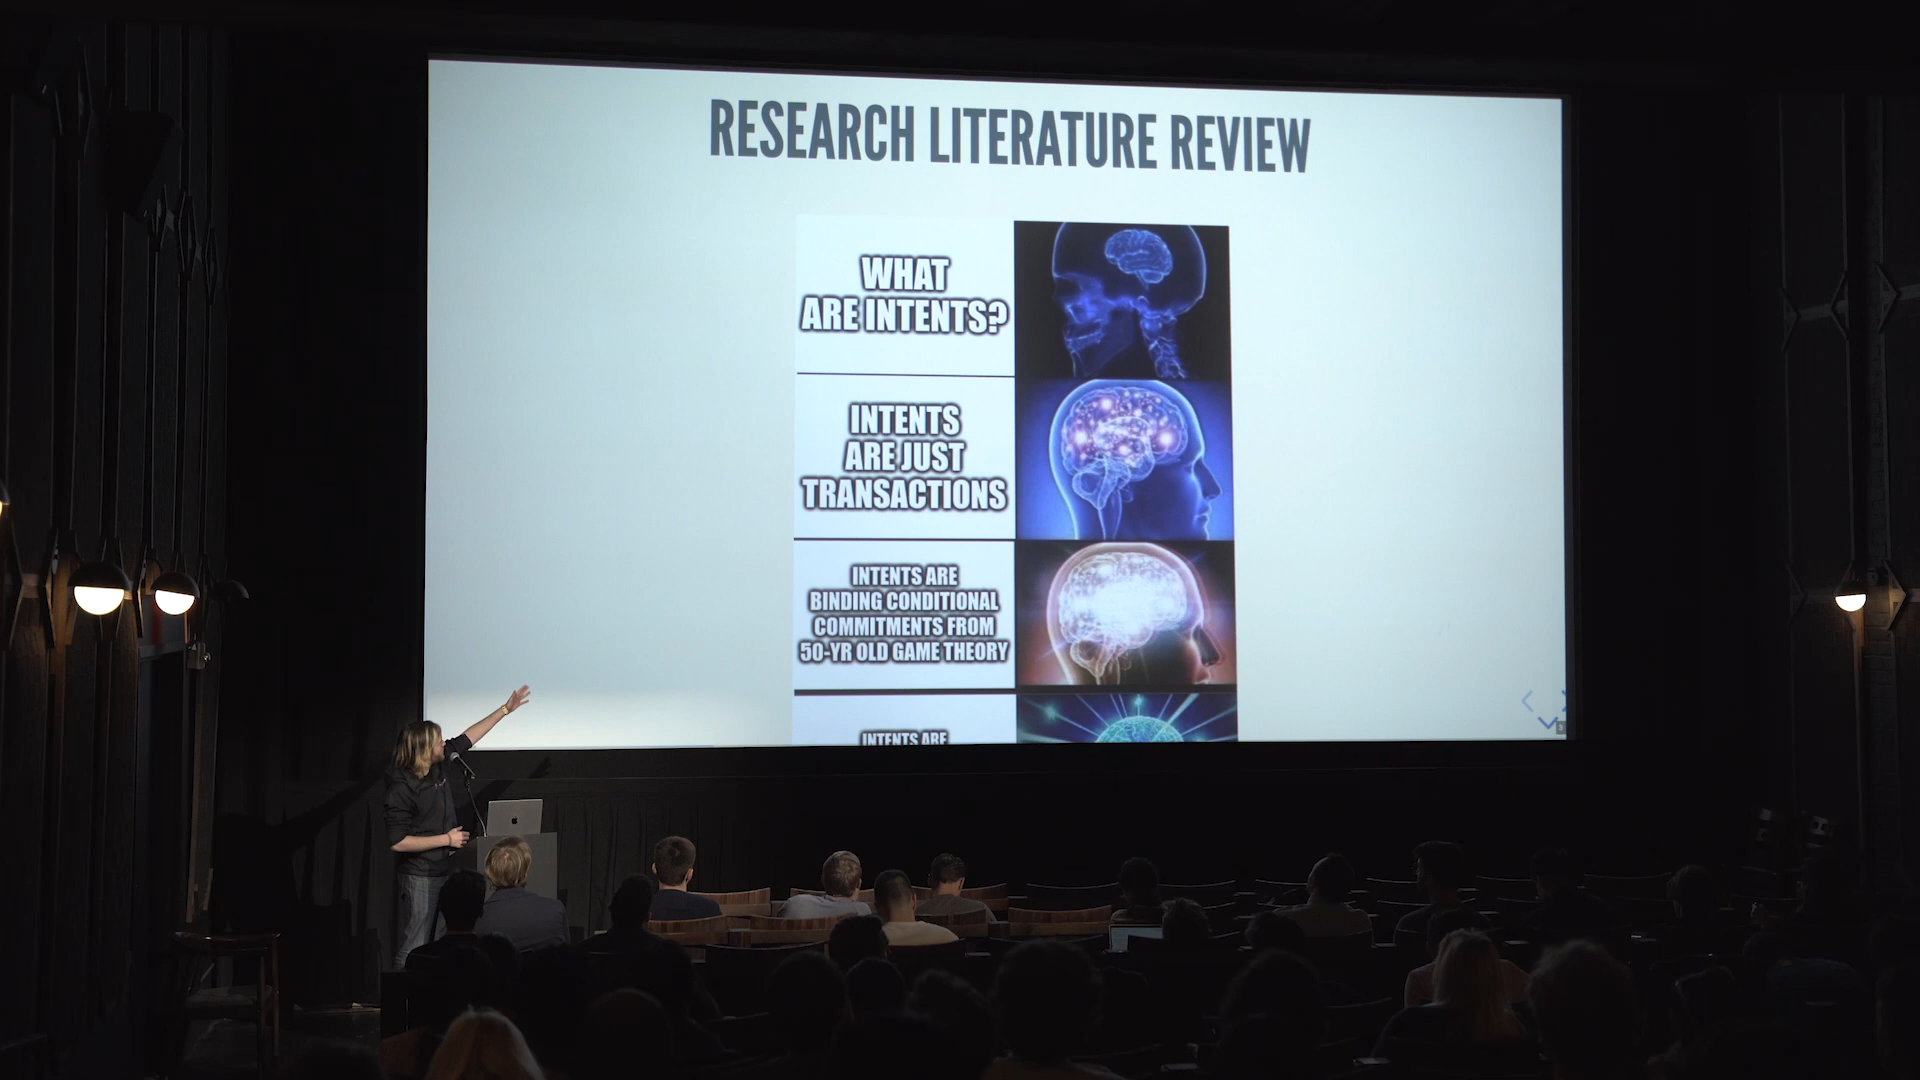 RESEARCH LITERATURE REVIEW
WHAT
ARE INTENTS?
INTENTS
ARE JUST
TRANSACTIONS
INTENTS ARE
BINDING CONDITIONAL
COMMITMENTS FROM
50-YR OLD GAME THEORY
INTENTS ARE